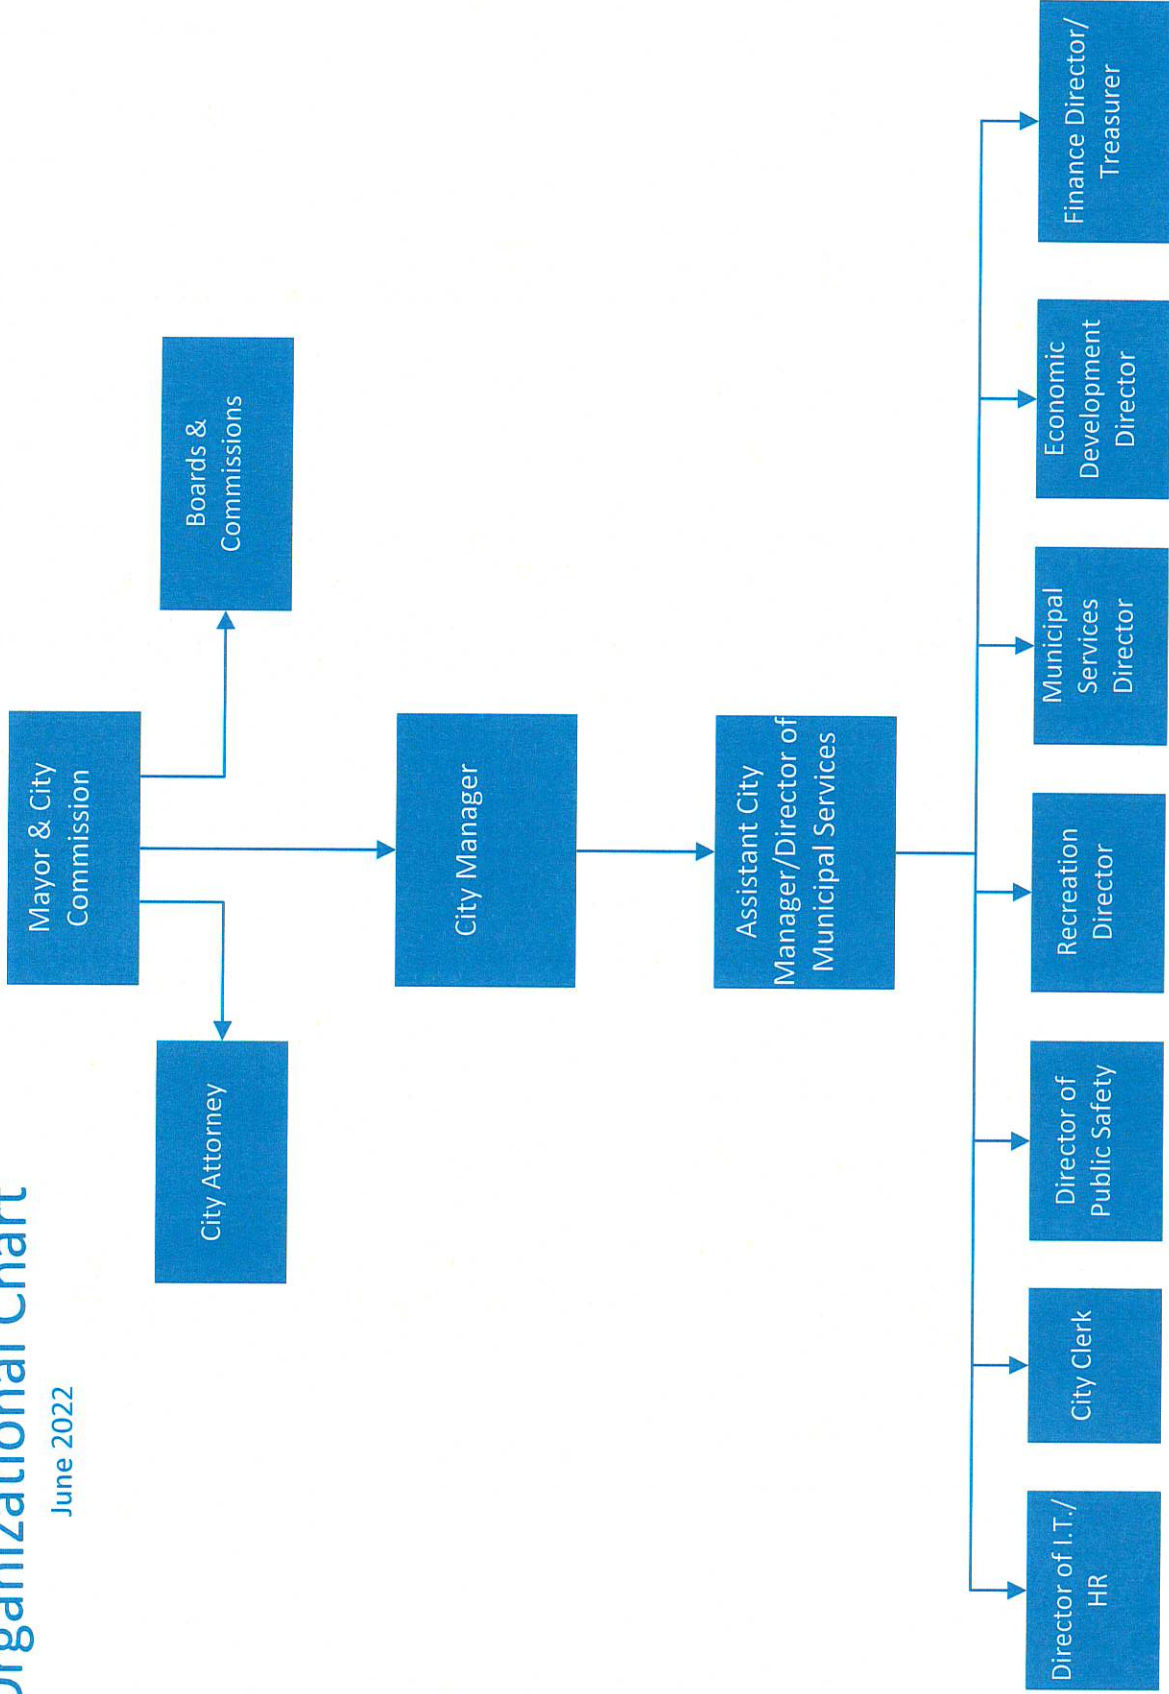 Organizational Chart
June 2022
Mayor & City
Commission
City Attorney
Boards &
Commissions
City Manager
Assistant City
Manager/Director of
Municipal Services
Director of I.T./
HR
City Clerk
Director of
Public Safety
Recreation
Director
Municipal
Services
Director
Economic
Development
Director
Finance Director/
Treasurer